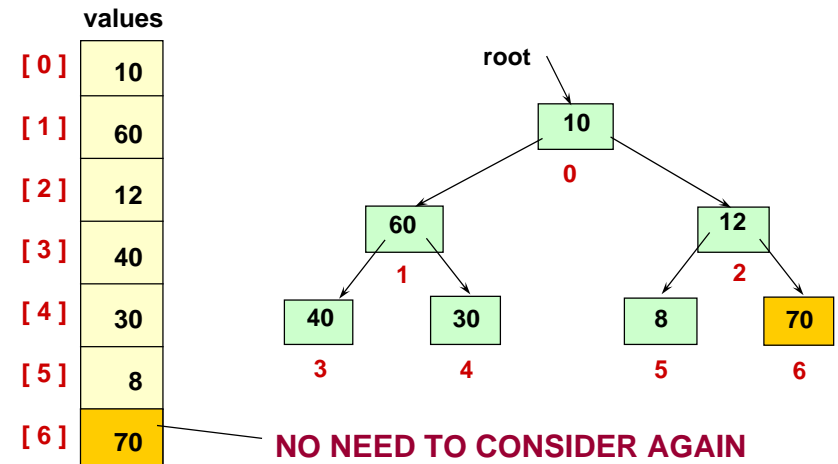 values
[ 0 ] 10
[ 1 ] 60
[ 2 ] 12
[ 3 ] 40
[ 4 ] 30
[ 5 ] 8
[ 6 ] 70
root
10
0
60 12
1 2
40 30 8 70
3 4 5 6
NO NEED TO CONSIDER AGAIN